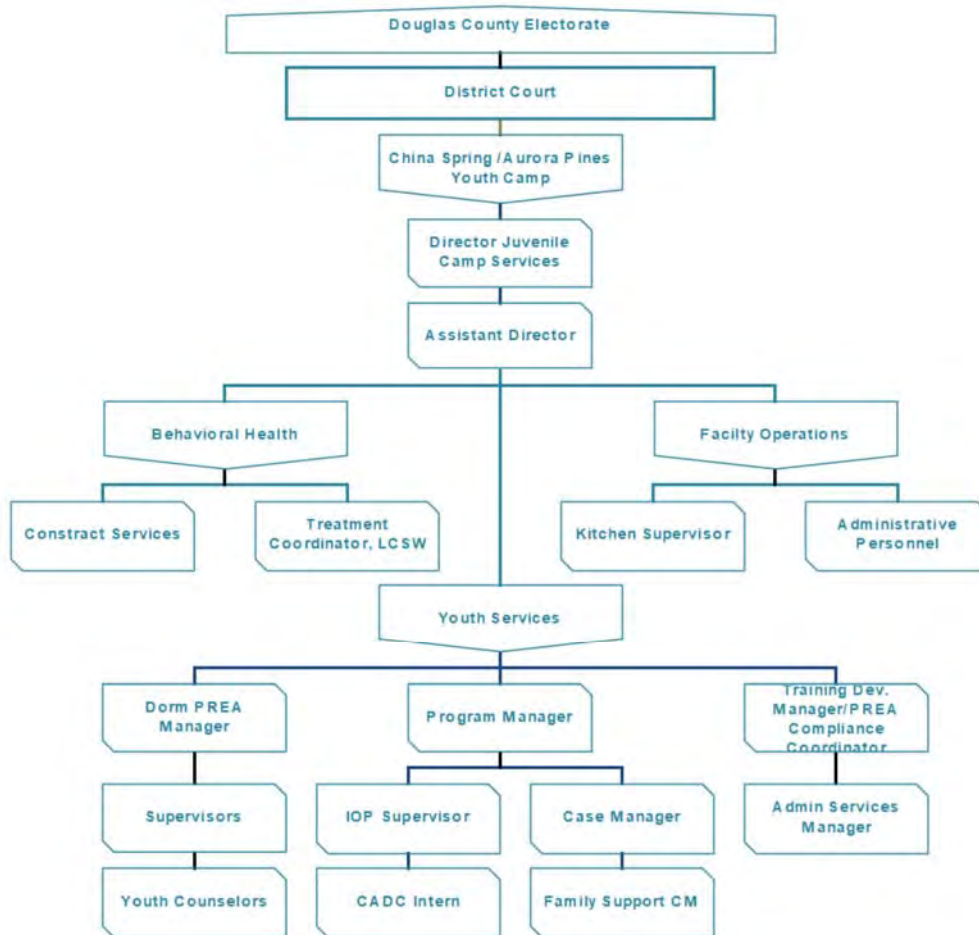 Douglas County Electorate
District Court
China Spring /Aurora Pines
Youth Camp
Director Juvenile
Camp Services
Assistant Director
Behavioral Health
Facilty Operations
Constract Services
Treatment
Coordinator, LCSW
Kitchen Supervisor
Administrative
Personnel
Youth Services
Dorm PREA
Manager
Program Manager
Training Dev.
Manager/PREA
Compliance
Coordinator
Supervisors
IOP Supervisor
Case Manager
Admin Services
Manager
Youth Counselors
CADC Intern
Family Support CM